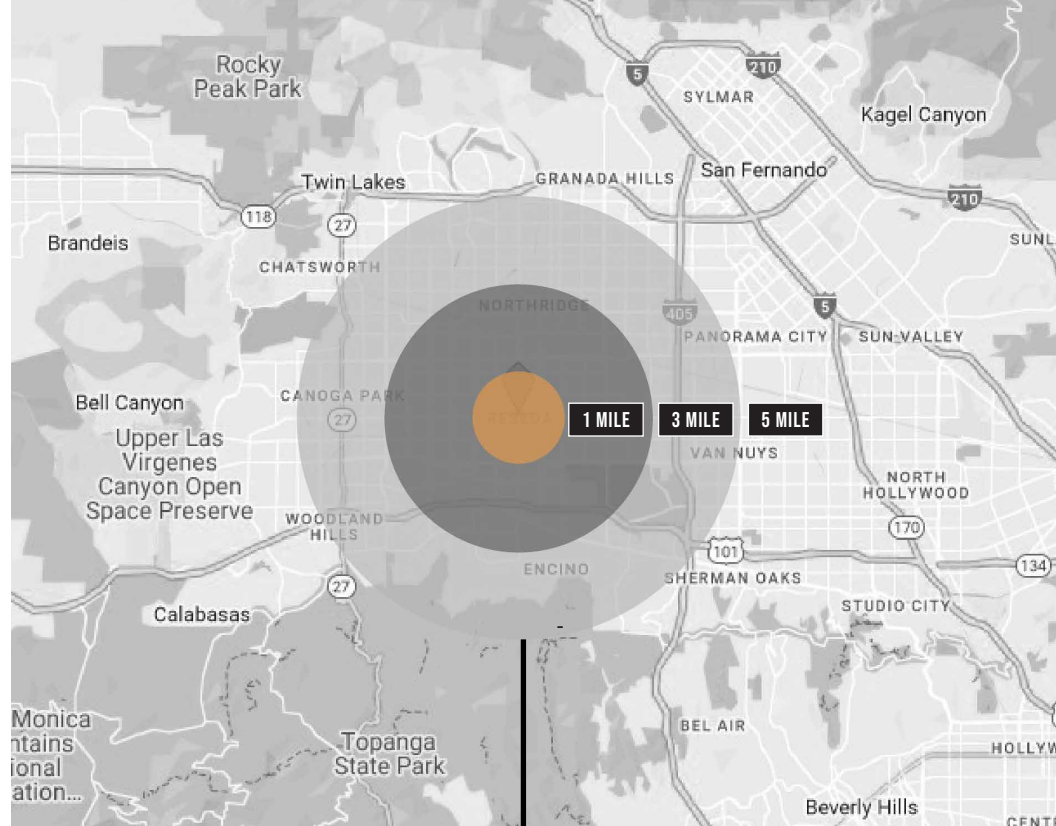 Rocky
Peak Park
5
210
SYLMAR
Kagel Canyon
San Fernando
GRANADA HILLS
Twin Lakes
210
118
27
Brandeis
SUNL
CHATSWORTH
NORTHRIDGE
405
5
PANORAMA CITY
SUN VALLEY
CANOGA PARK
Bell Canyon
27
RESEDA
1 MILE
3 MILE
5 MILE
Upper Las
Virgenes
Canyon Open
Space Preserve
VAN NUYS
NORTH
HOLLYWOOD
WOODLAND
HILLS
170
101
134
ENCINO
SHERMAN OAKS
27
Calabasas
STUDIO CITY
Monica
ntains
ional
ation...
BEL AIR
Topanga
State Park
HOLLYW
Beverly Hills
CENT